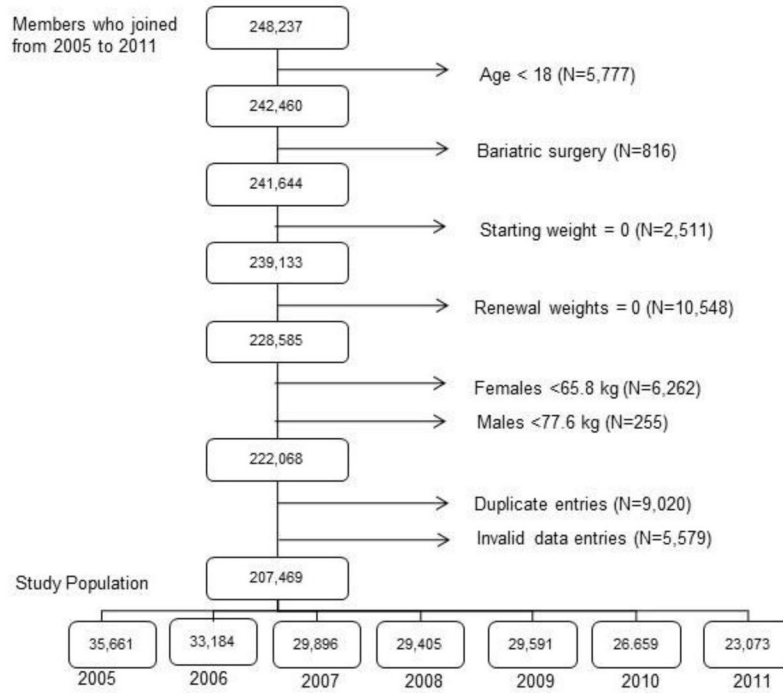 Members who joined
from 2005 to 2011
248,237
Age < 18 (N=5,777)
242,460
Bariatric surgery (N=816)
241,644
Starting weight = 0 (N=2,511)
239,133
Renewal weights = 0 (N=10,548)
228,585
Females <65.8 kg (N=6,262)
Males <77.6 kg (N=255)
222,068
Duplicate entries (N=9,020)
Invalid data entries (N=5,579)
207,469
Study Population
35,661 33,184 29,896 29,405 29,591 26.659 23,073
2005 2006 2007 2008 2009 2010 2011